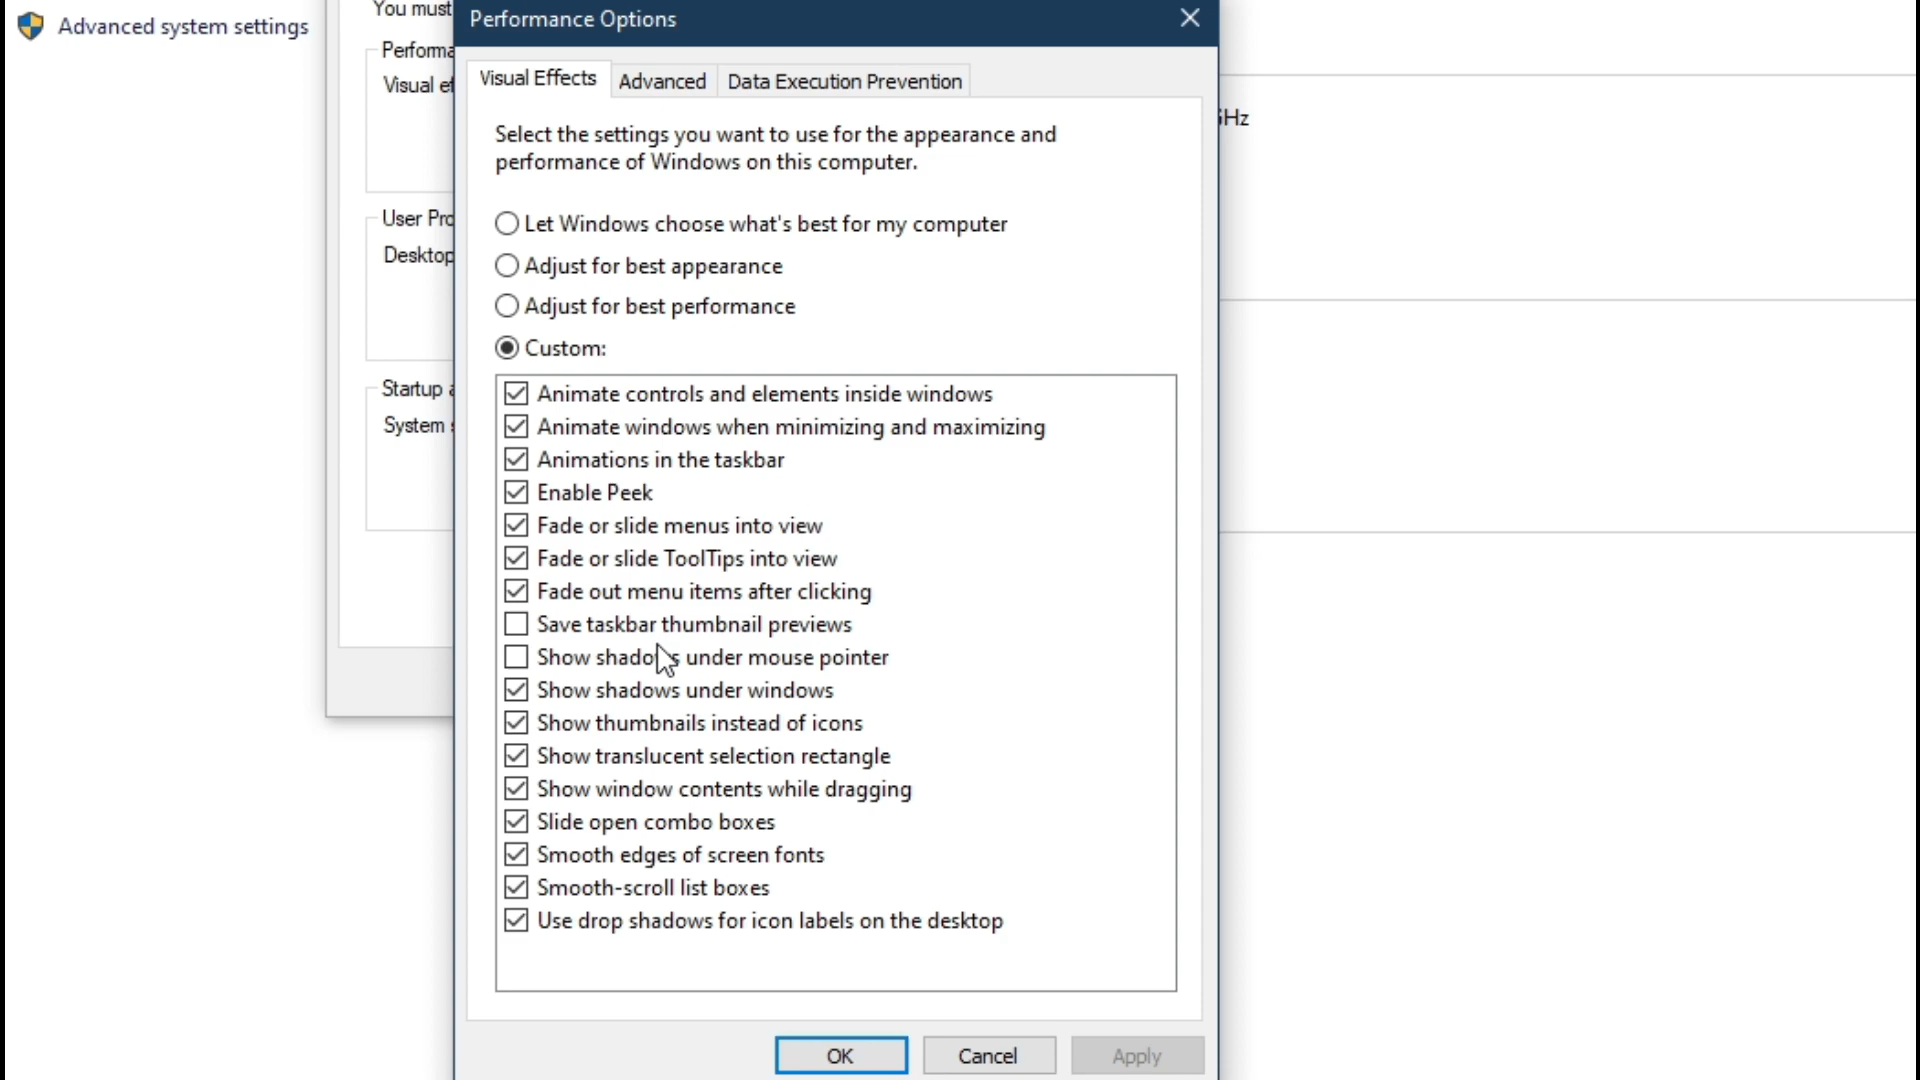 Advanced system settings
You must
Performa
Visual ef
User Pro
Desktop
Startup a
System s
Performance Options
Visual Effects
Advanced
Data Execution Prevention
Select the settings you want to use for the appearance and
performance of Windows on this computer.
Let Windows choose what's best for my computer
Adjust for best appearance
Adjust for best performance
Custom:
Animate controls and elements inside windows
Animate windows when minimizing and maximizing
Animations in the taskbar
Enable Peek
Fade or slide menus into view
Fade or slide ToolTips into view
Fade out menu items after clicking
Save taskbar thumbnail previews
Show shadows under mouse pointer
Show shadows under windows
Show thumbnails instead of icons
Show translucent selection rectangle
Show window contents while dragging
Slide open combo boxes
Smooth edges of screen fonts
Smooth-scroll list boxes
Use drop shadows for icon labels on the desktop
OK
Cancel
Apply
GHz